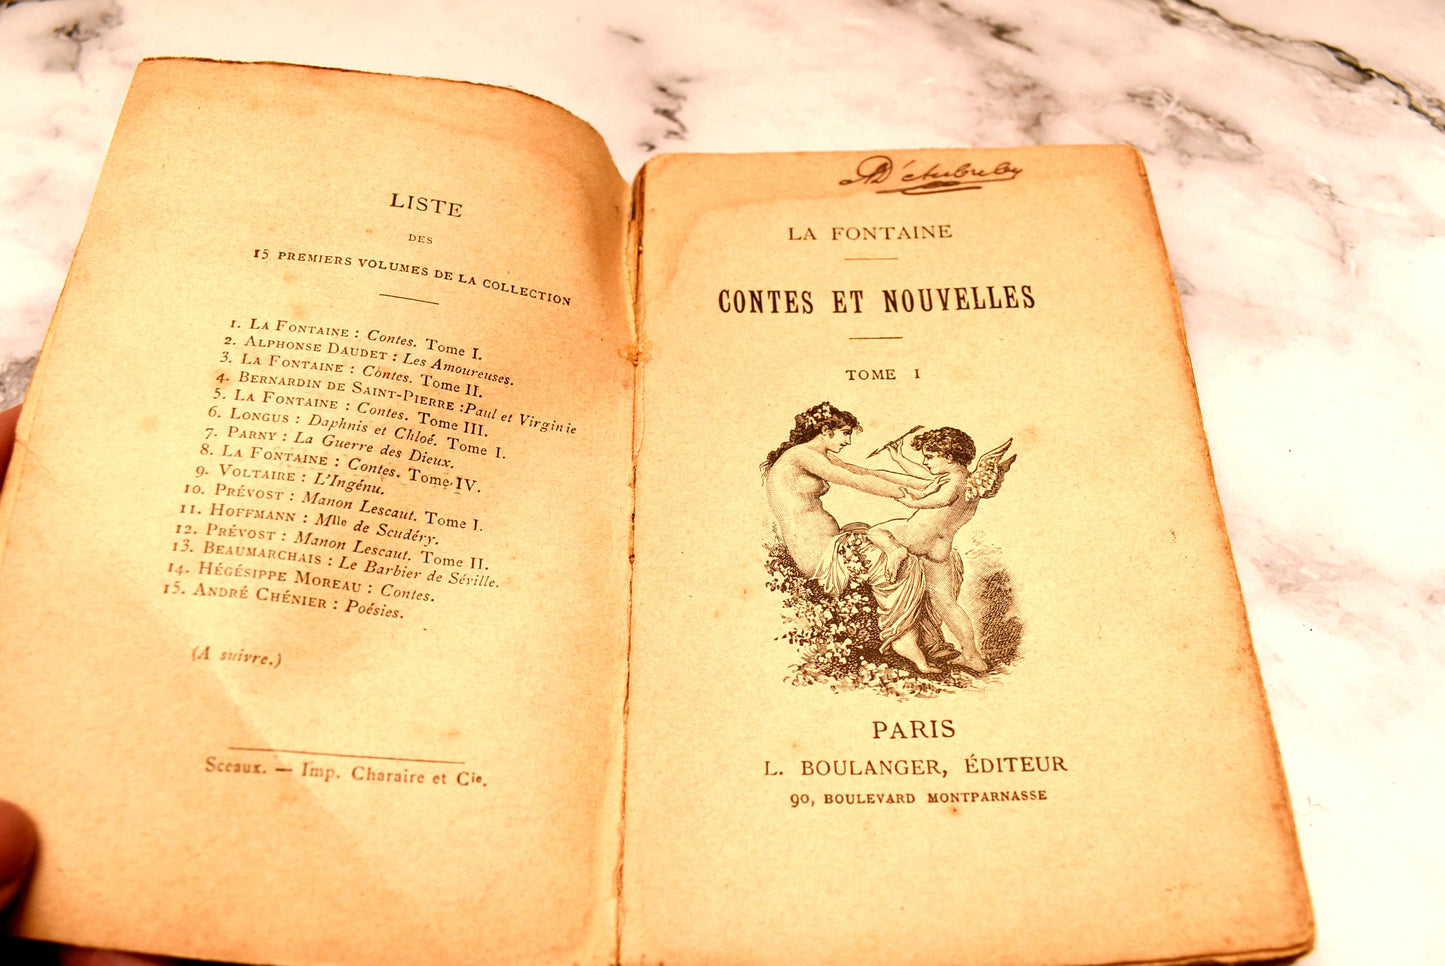 LISTE
DES
15 PREMIERS VOLUMES DE LA COLLECTION
1. LA FONTAINE : Contes. Tome I.
2. ALPHONSE DAUDET : Les Amoureuses.
3. LA FONTAINE : Contes. Tome II.
4. BERNARDIN DE SAINT-PIERRE : Paul et Virginie
5. LA FONTAINE : Contes. Tome III.
6. LONGUS : Daphnis et Chloé. Tome I.
7. PARNY : La Guerre des Dieux.
8. LA FONTAINE : Contes. Tome IV.
9. VOLTAIRE : L'Ingénu.
10. PRÉVOST : Manon Lescaut. Tome I.
11. HOFFMANN : Mlle de Scudéry.
12. PRÉVOST : Manon Lescaut. Tome II.
13. BEAUMARCHAIS : Le Barbier de Séville.
14. HÉGÉSIPPE MOREAU : Contes.
15. ANDRÉ CHÉNIER : Poésies.
(A suivre.)
Sceaux. — Imp. Charaire et Cie.
LA FONTAINE
CONTES ET NOUVELLES
TOME I
PARIS
L. BOULANGER, ÉDITEUR
90, BOULEVARD MONTPARNASSE